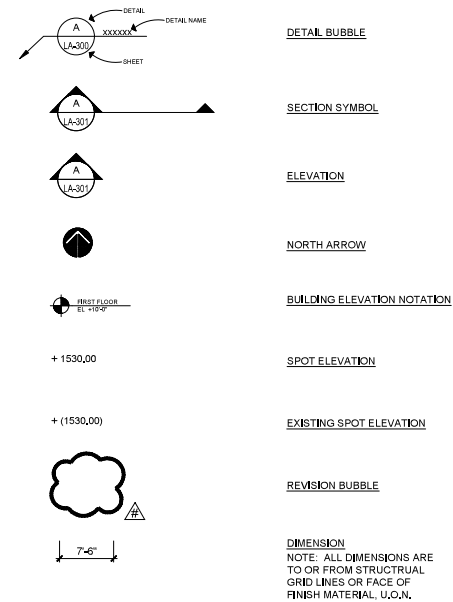 DETAIL
A
XXXXXX
DETAIL NAME
LA-300
SHEET
DETAIL BUBBLE
A
LA-301
SECTION SYMBOL
A
LA-301
ELEVATION
NORTH ARROW
FIRST FLOOR
EL +10'-0"
BUILDING ELEVATION NOTATION
+ 1530.00
SPOT ELEVATION
+ (1530.00)
EXISTING SPOT ELEVATION
#
REVISION BUBBLE
7'-6"
DIMENSION
NOTE: ALL DIMENSIONS ARE
TO OR FROM STRUCTRUAL
GRID LINES OR FACE OF
FINISH MATERIAL, U.O.N.